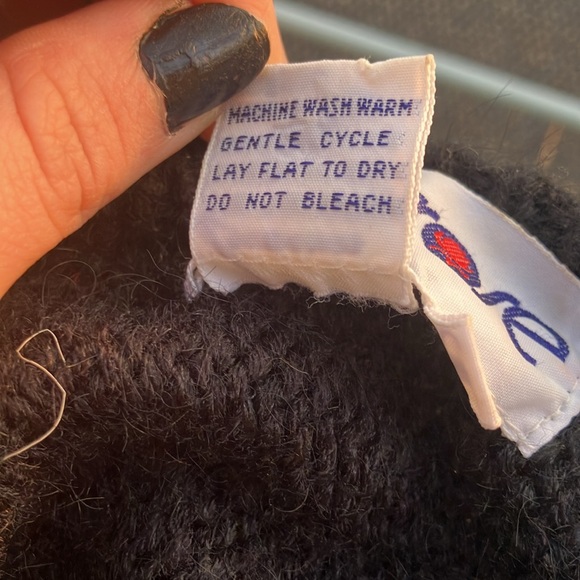 MACHINE WASH WARM
GENTLE CYCLE
LAY FLAT TO DRY
DO NOT BLEACH